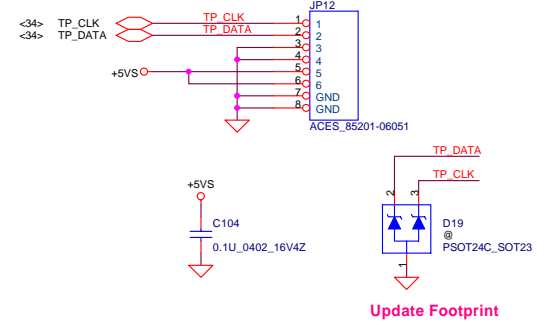 JP12
<34> TP_CLK TP_CLK 1 1
<34> TP_DATA TP_DATA 2 2
3 3
4 4
+5VS 5 5
6 6
7 GND
8 GND
ACES_85201-06051
TP_DATA
TP_CLK
+5VS
2 3
C104
0.1U_0402_16V4Z
D19
@
PSOT24C_SOT23
1
Update Footprint